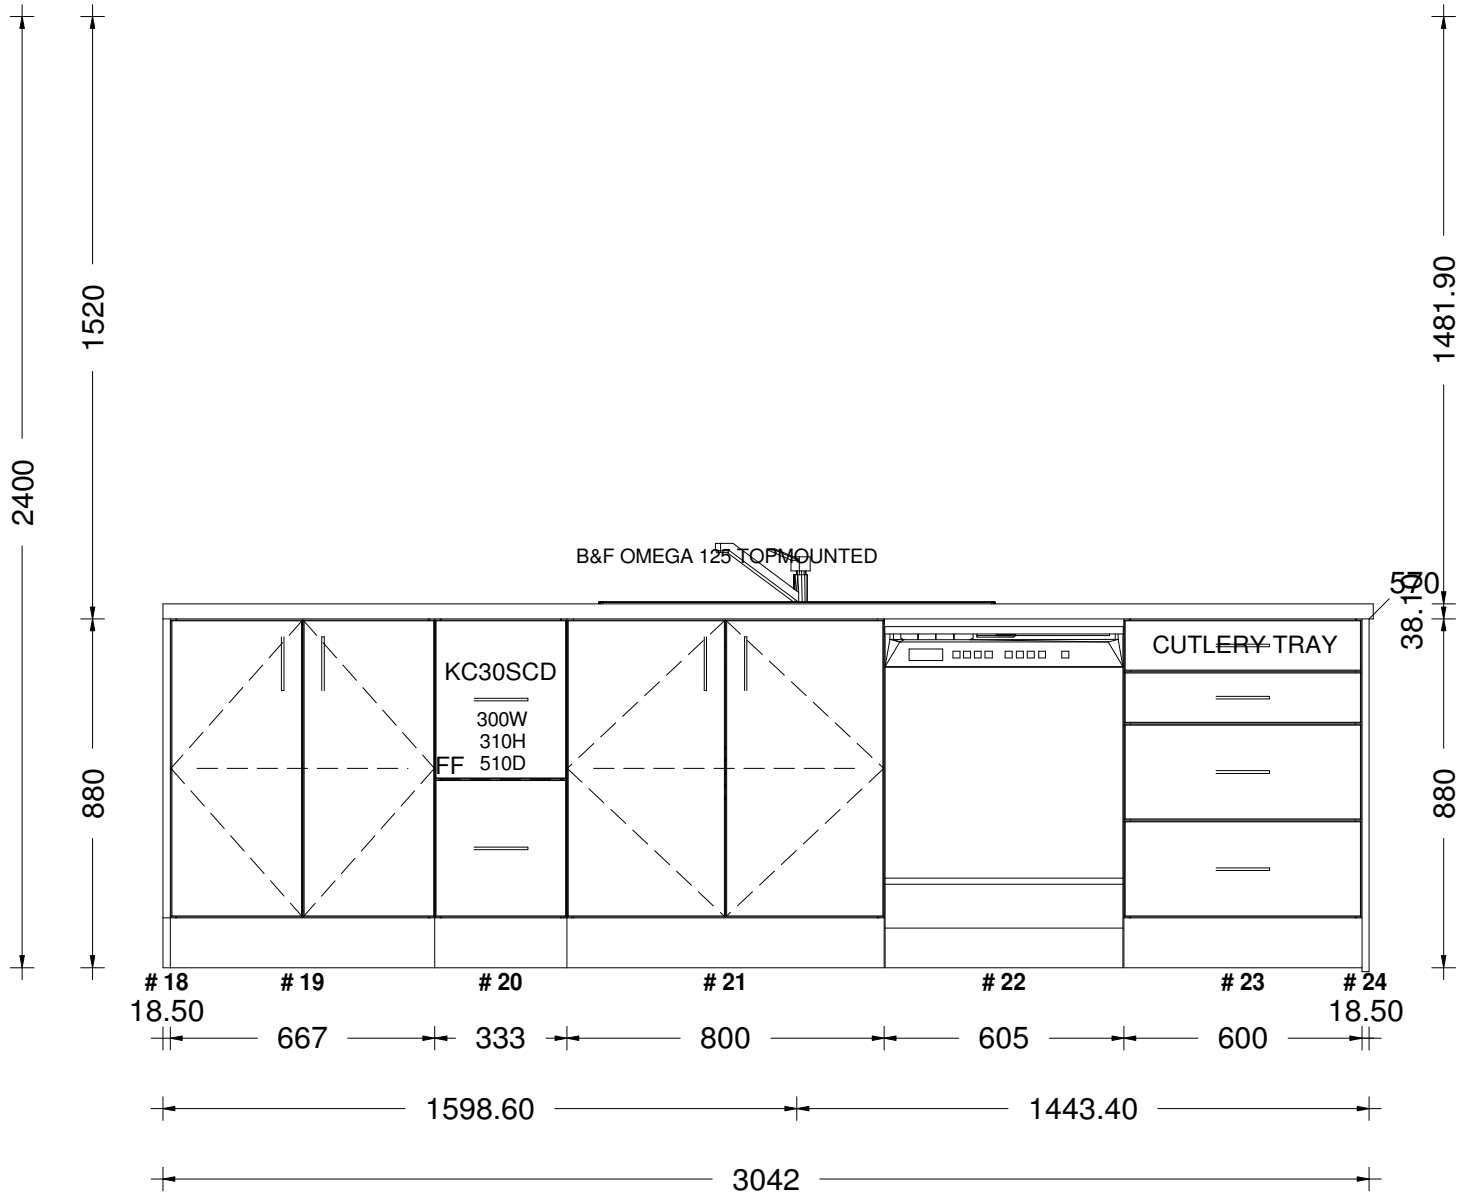 1520
1481.90
2400
B&F OMEGA 125 TOPMOUNTED
570
38.10
KC30SCD
CUTLERY TRAY
300W
310H
FF 510D
880
880
# 18 # 19 # 20 # 21 # 22 # 23 # 24
18.50 18.50
667 333 800 605 600
1598.60 1443.40
3042